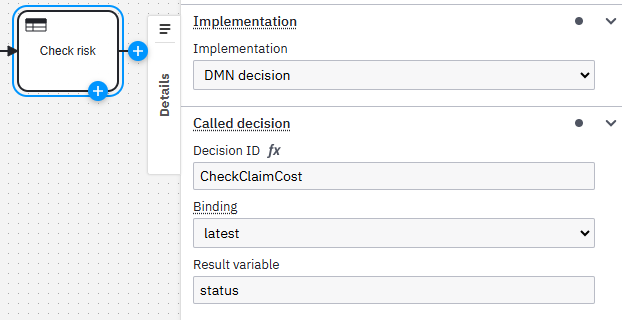 Check risk
Details
Implementation
Implementation
DMN decision
Called decision
Decision ID fx
CheckClaimCost
Binding
latest
Result variable
status